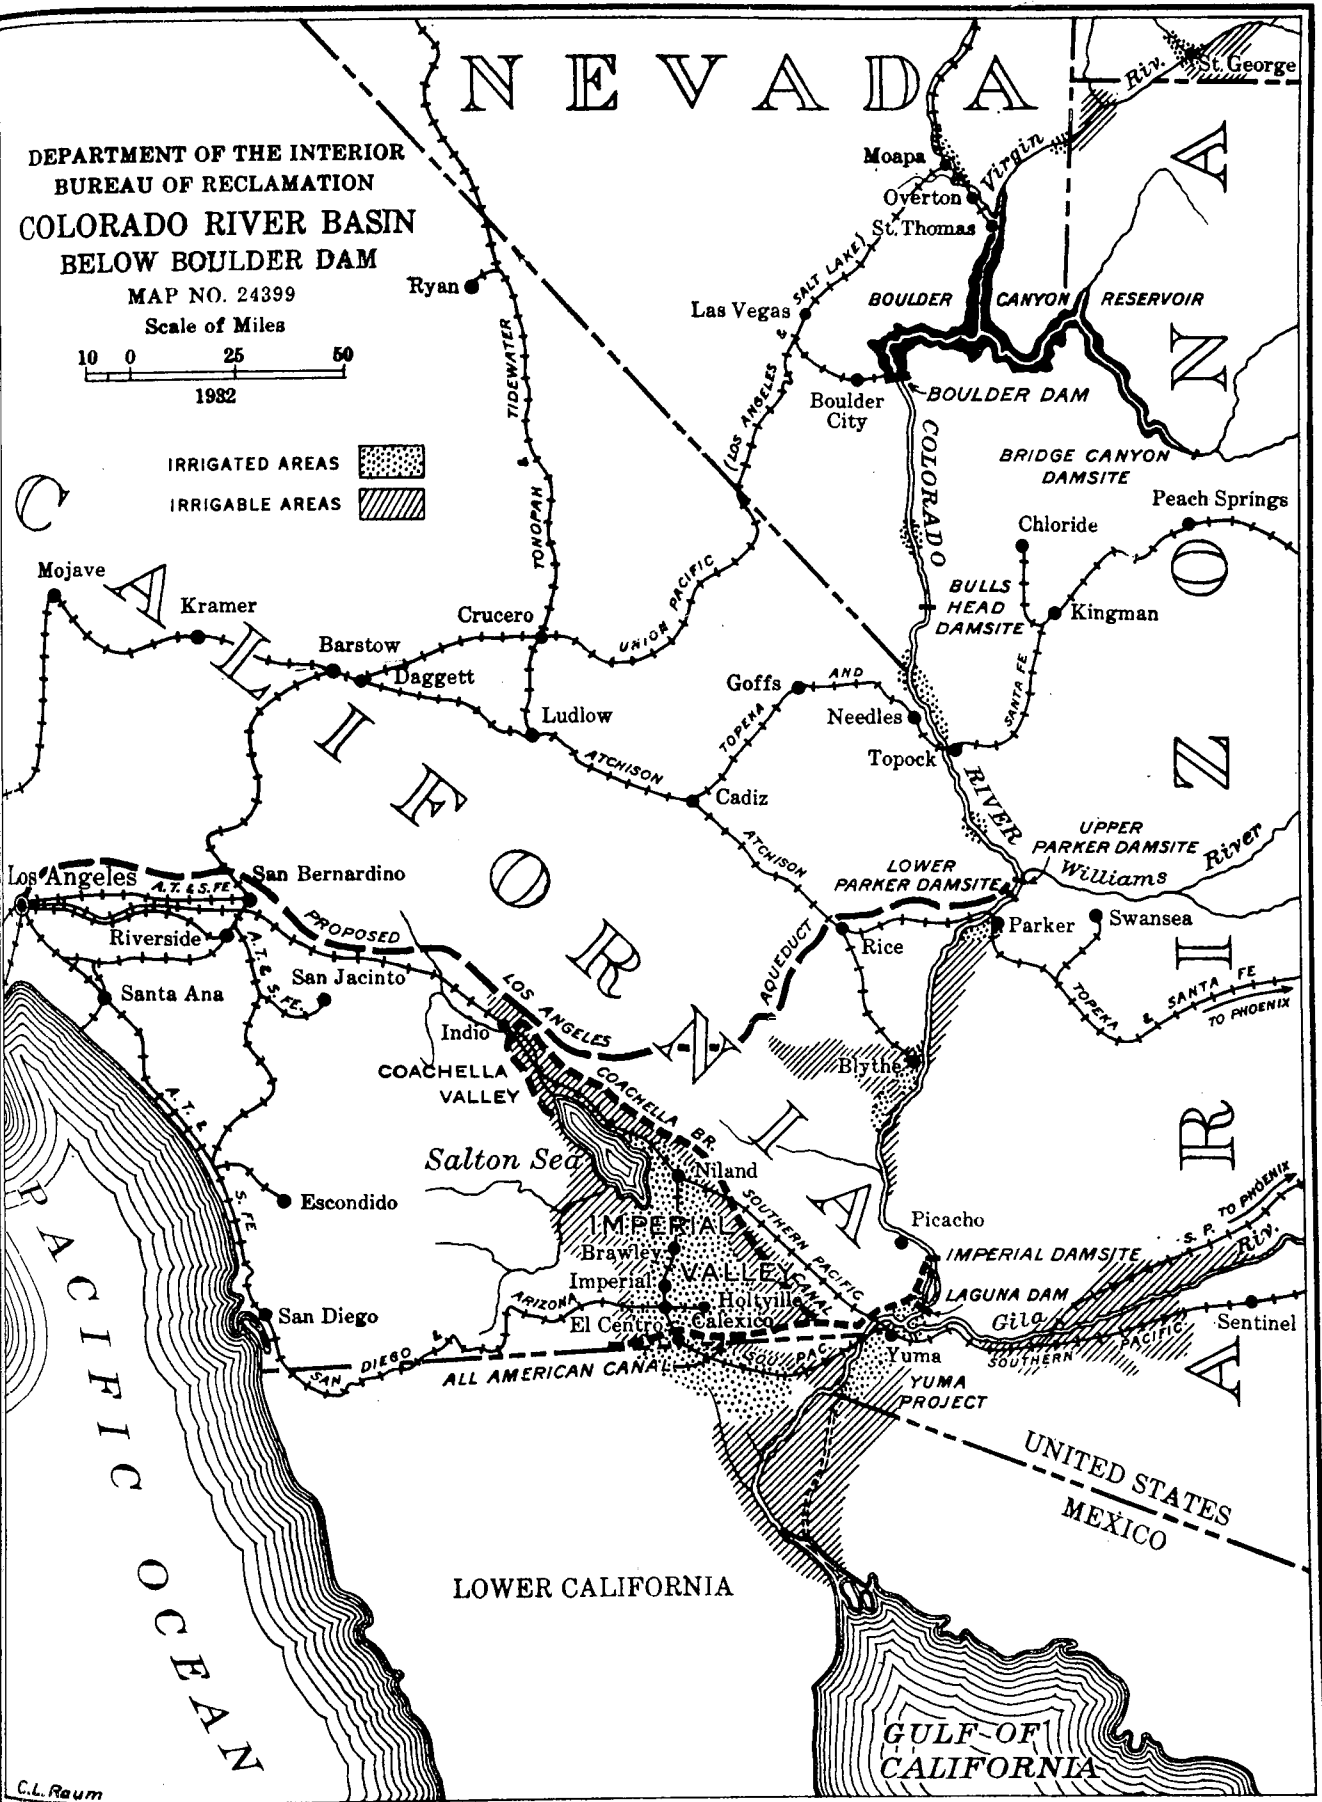 NEVADA
St. George
Riv.
Virgin
DEPARTMENT OF THE INTERIOR
BUREAU OF RECLAMATION
COLORADO RIVER BASIN
BELOW BOULDER DAM
MAP NO. 24399
Scale of Miles
10 0 25 50
1932
IRRIGATED AREAS
IRRIGABLE AREAS
Moapa
Overton
St. Thomas
Ryan
Las Vegas
(LOS ANGELES & SALT LAKE)
UNION PACIFIC
BOULDER CANYON RESERVOIR
Boulder
City
BOULDER DAM
TONOPAH & TIDEWATER
COLORADO
RIVER
BRIDGE CANYON
DAMSITE
Peach Springs
Chloride
ARIZONA
CALIFORNIA
Mojave
Kramer
Barstow
Daggett
Crucero
Ludlow
BULLS
HEAD
DAMSITE
Kingman
SANTA FE
Goffs
AND
TOPEKA
Needles
Topock
ATCHISON
Cadiz
ATCHISON
UPPER
PARKER DAMSITE
LOWER
PARKER DAMSITE
Williams River
Los Angeles
A.T. & S.FE
San Bernardino
Riverside
PROPOSED
LOS ANGELES
AQUEDUCT
A.T. & S. FE.
San Jacinto
Santa Ana
Rice
Parker
Swansea
TOPEKA & SANTA FE
TO PHOENIX
Indio
COACHELLA
VALLEY
COACHELLA BR.
Blythe
Salton Sea
Niland
A.T. & S. FE
Escondido
IMPERIAL
VALLEY
Brawley
Imperial
Holtville
El Centro
Calexico
SOUTHERN PACIFIC
CANAL
Picacho
IMPERIAL DAMSITE
S. P. TO PHOENIX
LAGUNA DAM
Gila Riv.
Sentinel
SOUTHERN PACIFIC
Yuma
YUMA
PROJECT
San Diego
SAN DIEGO & ARIZONA
ALL AMERICAN CANAL
SOU. PAC.
UNITED STATES
MEXICO
PACIFIC OCEAN
LOWER CALIFORNIA
GULF OF
CALIFORNIA
C.L. Raum